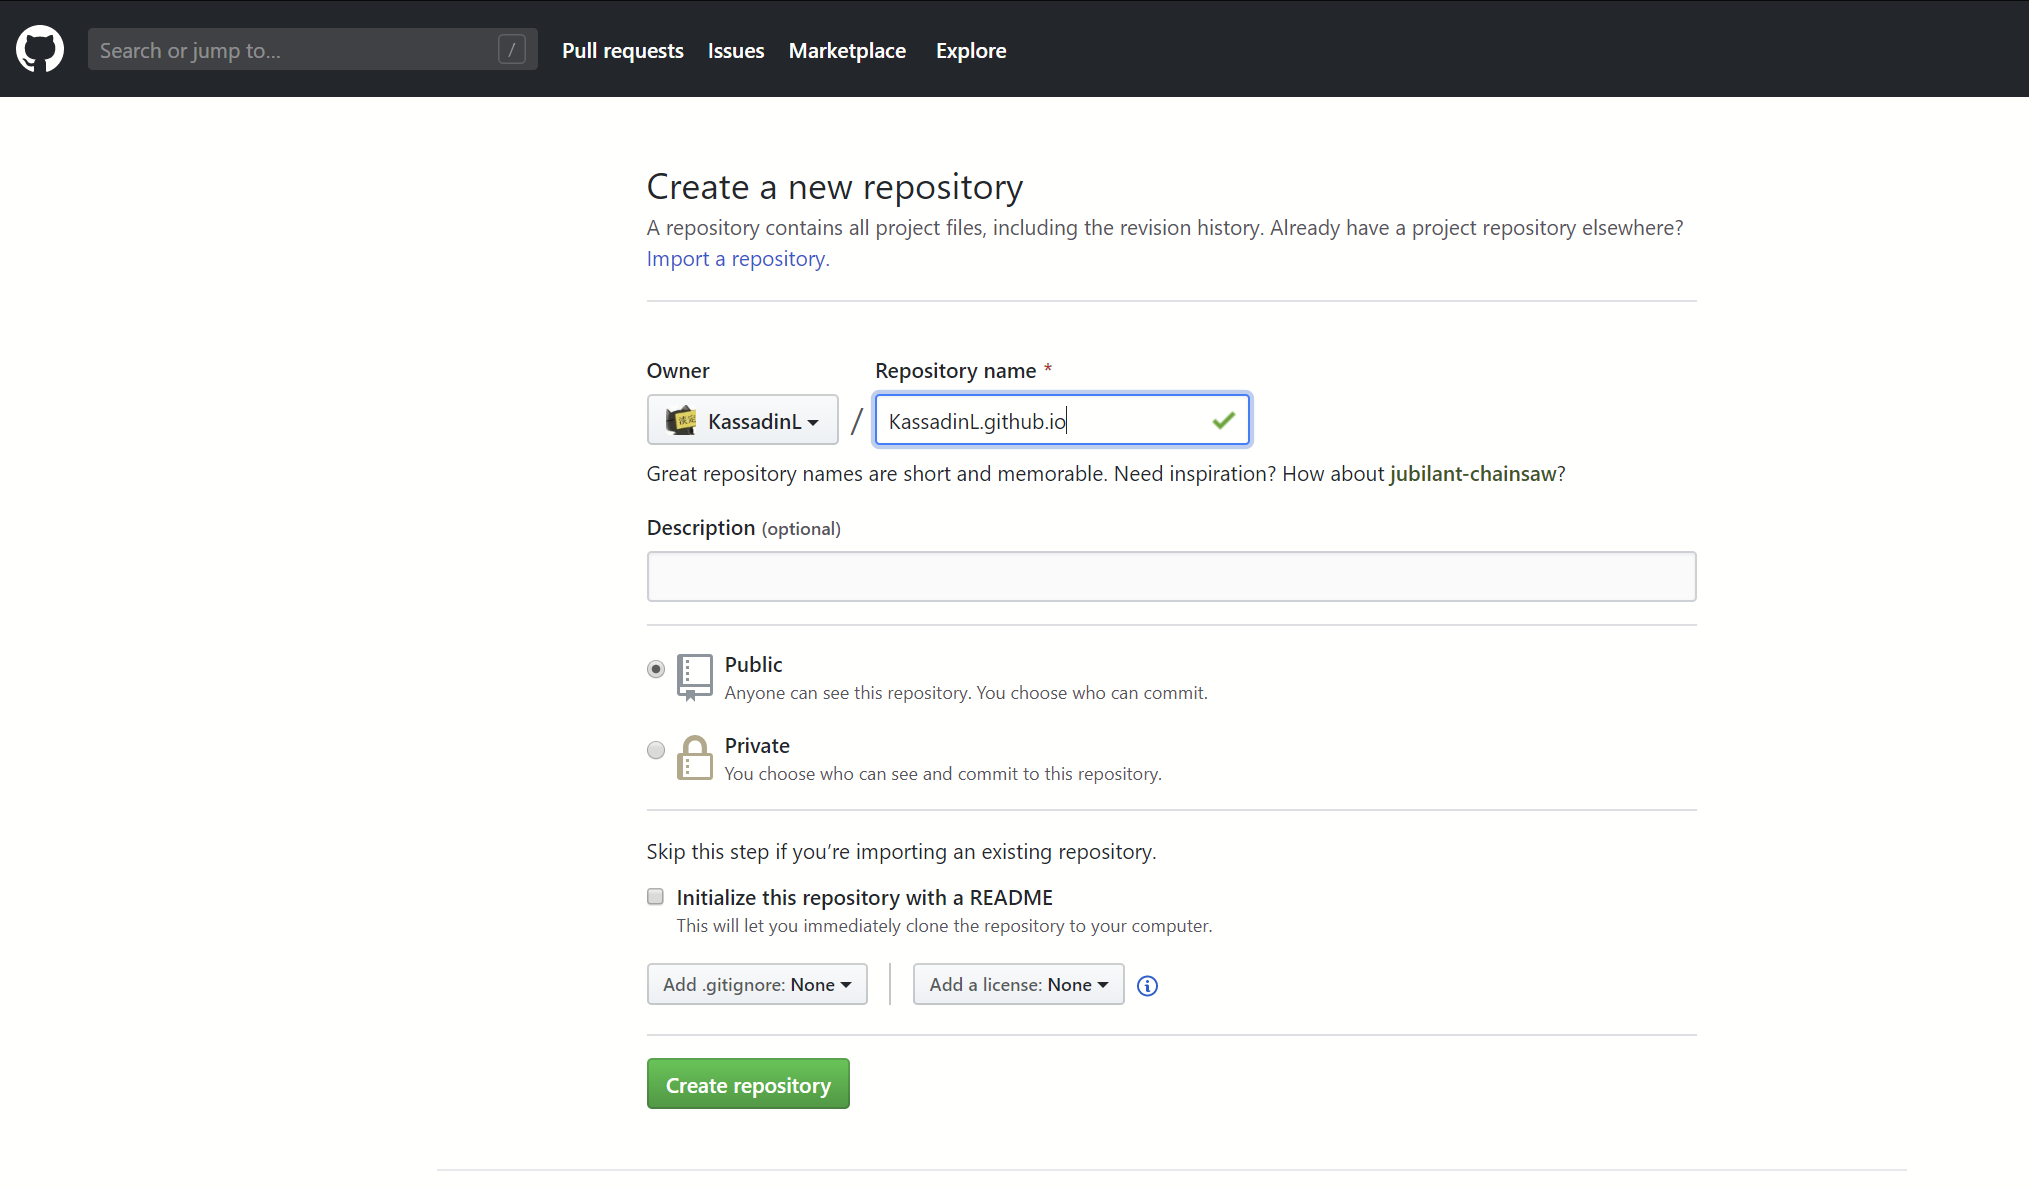 Search or jump to... / Pull requests Issues Marketplace Explore
Create a new repository
A repository contains all project files, including the revision history. Already have a project repository elsewhere?
Import a repository.
Owner Repository name *
淡定 KassadinL / KassadinL.github.io
Great repository names are short and memorable. Need inspiration? How about jubilant-chainsaw?
Description (optional)
Public
Anyone can see this repository. You choose who can commit.
Private
You choose who can see and commit to this repository.
Skip this step if you’re importing an existing repository.
Initialize this repository with a README
This will let you immediately clone the repository to your computer.
Add .gitignore: None Add a license: None
Create repository